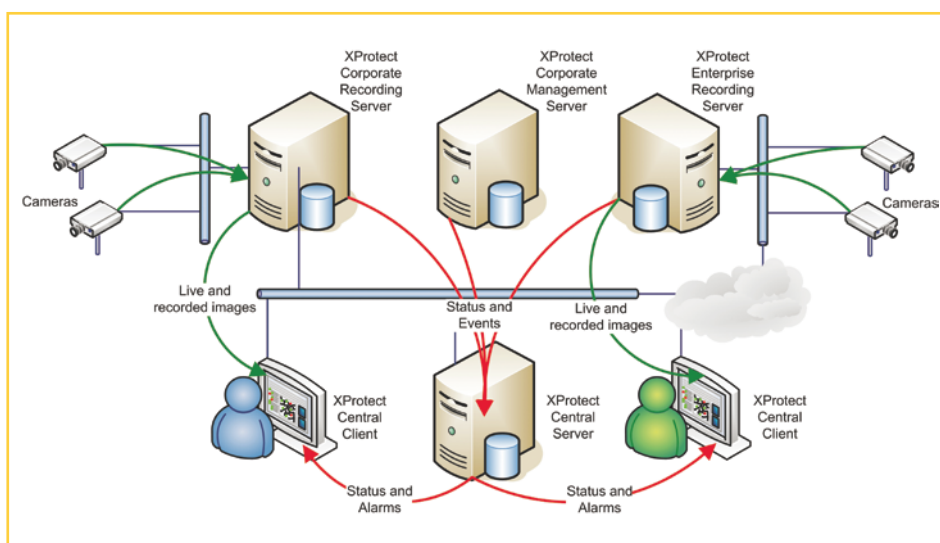 XProtect
Corporate
Recording
Server
XProtect
Corporate
Management
Server
XProtect
Enterprise
Recording
Server
Cameras
Cameras
Live and
recorded images
Status and
Events
Live and
recorded images
XProtect
Central
Client
XProtect
Central
Server
XProtect
Central
Client
Status and
Alarms
Status and
Alarms